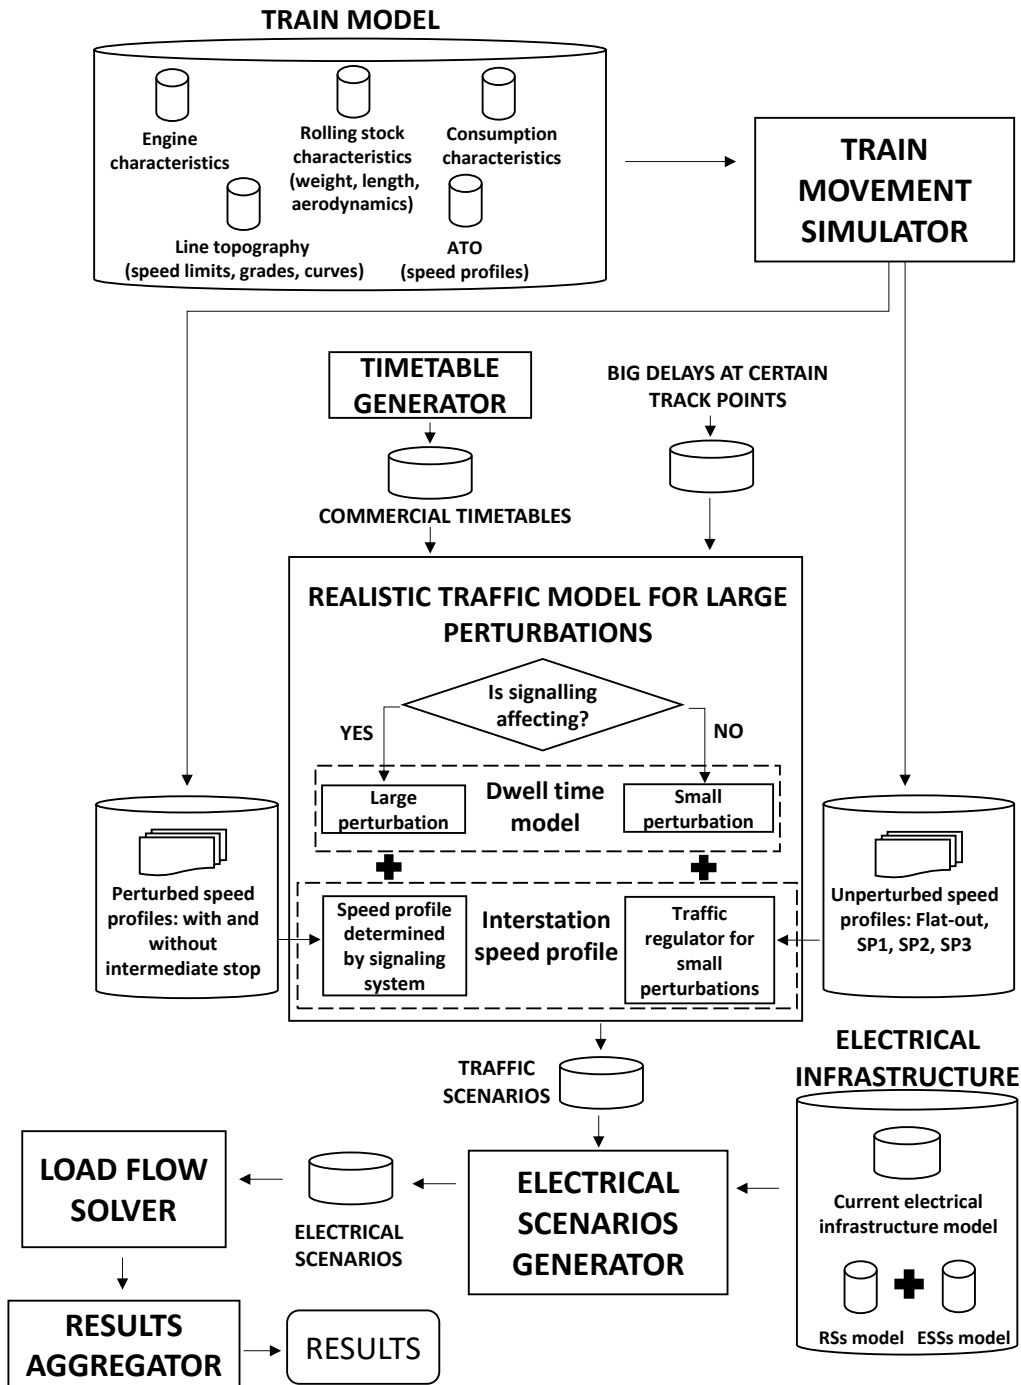 TRAIN MODEL
Engine
characteristics
Rolling stock
characteristics
(weight, length,
aerodynamics)
Consumption
characteristics
Line topography
(speed limits, grades, curves)
ATO
(speed profiles)
TRAIN
MOVEMENT
SIMULATOR
TIMETABLE
GENERATOR
BIG DELAYS AT CERTAIN
TRACK POINTS
COMMERCIAL TIMETABLES
REALISTIC TRAFFIC MODEL FOR LARGE
PERTURBATIONS
Is signalling
affecting?
YES
NO
Large
perturbation
Dwell time
model
Small
perturbation
Perturbed speed
profiles: with and
without
intermediate stop
Speed profile
determined
by signaling
system
Interstation
speed profile
Traffic
regulator for
small
perturbations
Unperturbed speed
profiles: Flat-out,
SP1, SP2, SP3
TRAFFIC
SCENARIOS
ELECTRICAL
INFRASTRUCTURE
Current electrical
infrastructure model
RSs model
ESSs model
ELECTRICAL
SCENARIOS
GENERATOR
ELECTRICAL
SCENARIOS
LOAD FLOW
SOLVER
RESULTS
AGGREGATOR
RESULTS